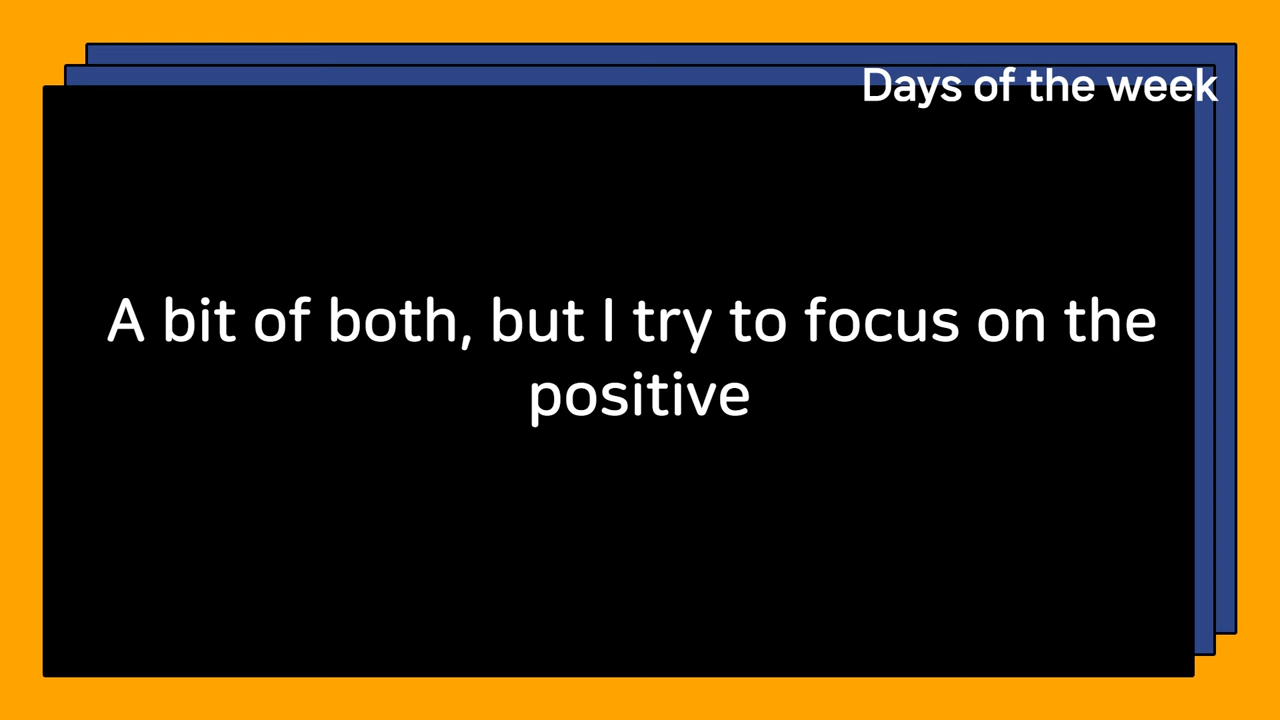 Days of the week
A bit of both, but I try to focus on the
positive